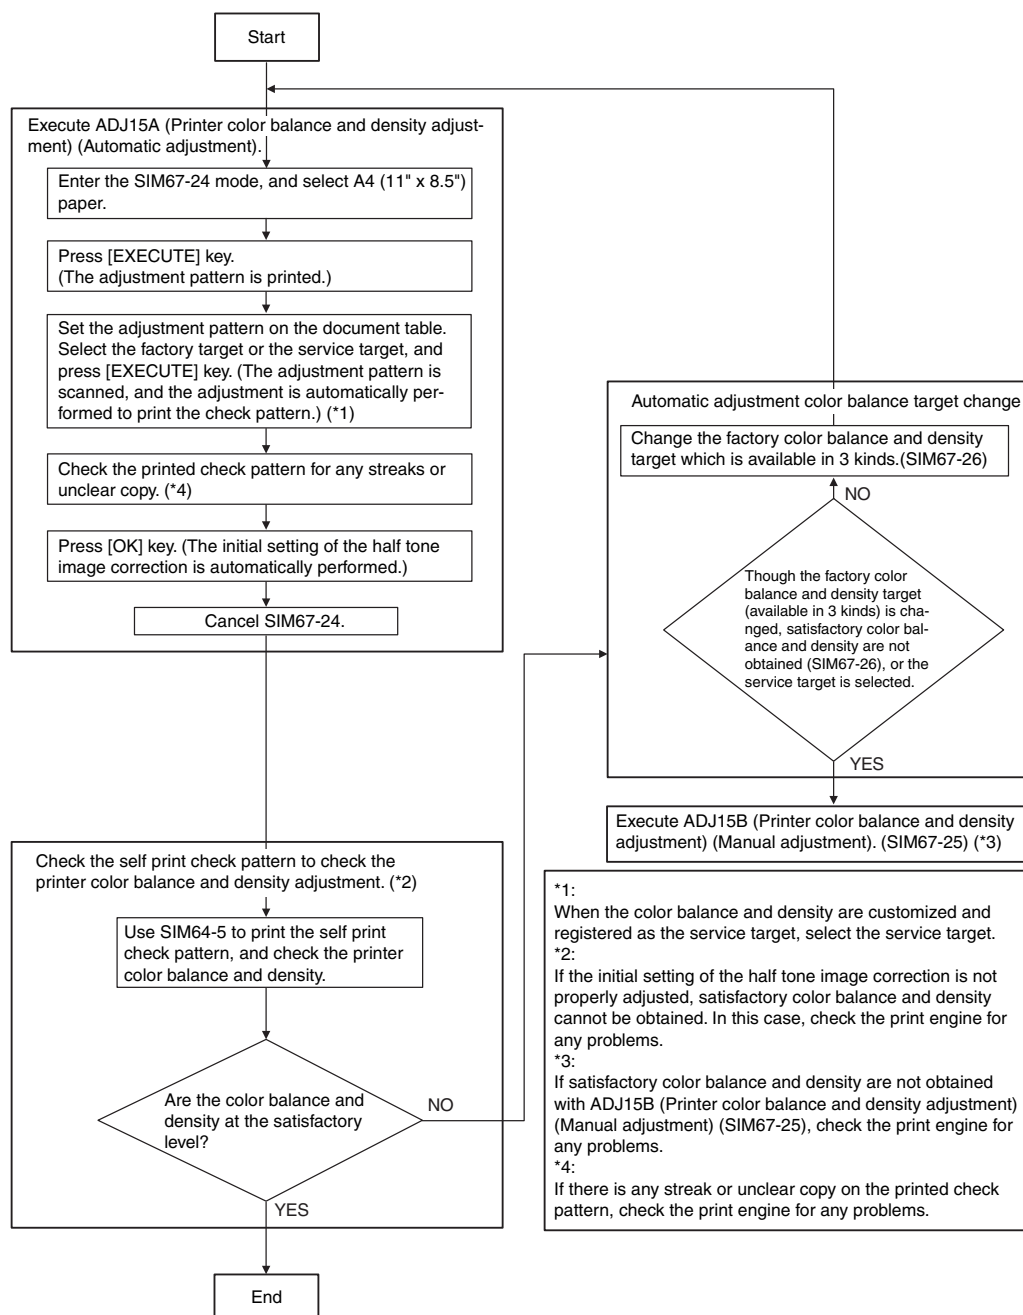 Start
Execute ADJ15A (Printer color balance and density adjust-
ment) (Automatic adjustment).
Enter the SIM67-24 mode, and select A4 (11" x 8.5")
paper.
Press [EXECUTE] key.
(The adjustment pattern is printed.)
Set the adjustment pattern on the document table.
Select the factory target or the service target, and
press [EXECUTE] key. (The adjustment pattern is
scanned, and the adjustment is automatically per-
formed to print the check pattern.) (*1)
Check the printed check pattern for any streaks or
unclear copy. (*4)
Press [OK] key. (The initial setting of the half tone
image correction is automatically performed.)
Cancel SIM67-24.
Check the self print check pattern to check the
printer color balance and density adjustment. (*2)
Use SIM64-5 to print the self print
check pattern, and check the printer
color balance and density.
Are the color balance and
density at the satisfactory
level?
NO
YES
End
Automatic adjustment color balance target change
Change the factory color balance and density
target which is available in 3 kinds.(SIM67-26)
NO
Though the factory color
balance and density target
(available in 3 kinds) is cha-
nged, satisfactory color bal-
ance and density are not
obtained (SIM67-26), or the
service target is selected.
YES
Execute ADJ15B (Printer color balance and density
adjustment) (Manual adjustment). (SIM67-25) (*3)
*1:
When the color balance and density are customized and
registered as the service target, select the service target.
*2:
If the initial setting of the half tone image correction is not
properly adjusted, satisfactory color balance and density
cannot be obtained. In this case, check the print engine for
any problems.
*3:
If satisfactory color balance and density are not obtained
with ADJ15B (Printer color balance and density adjustment)
(Manual adjustment) (SIM67-25), check the print engine for
any problems.
*4:
If there is any streak or unclear copy on the printed check
pattern, check the print engine for any problems.